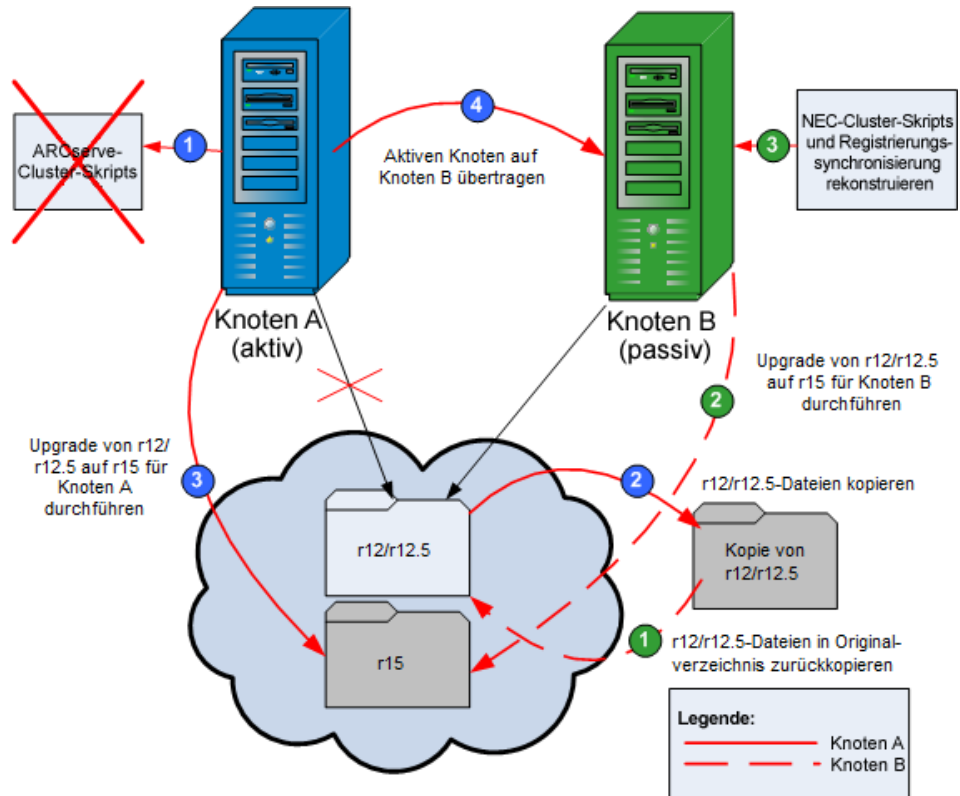 ARCserve-
Cluster-Skripts
1
4
Aktiven Knoten auf
Knoten B übertragen
3
NEC-Cluster-Skripts
und Registrierungs-
synchronisierung
rekonstruieren
Knoten A
(aktiv)
Knoten B
(passiv)
Upgrade von r12/r12.5
auf r15 für Knoten B
durchführen
2
Upgrade von r12/
r12.5 auf r15 für
Knoten A
durchführen
3
2
r12/r12.5-Dateien kopieren
r12/r12.5
Kopie von
r12/r12.5
r15
1
r12/r12.5-Dateien in Original-
verzeichnis zurückkopieren
Legende:
Knoten A
Knoten B